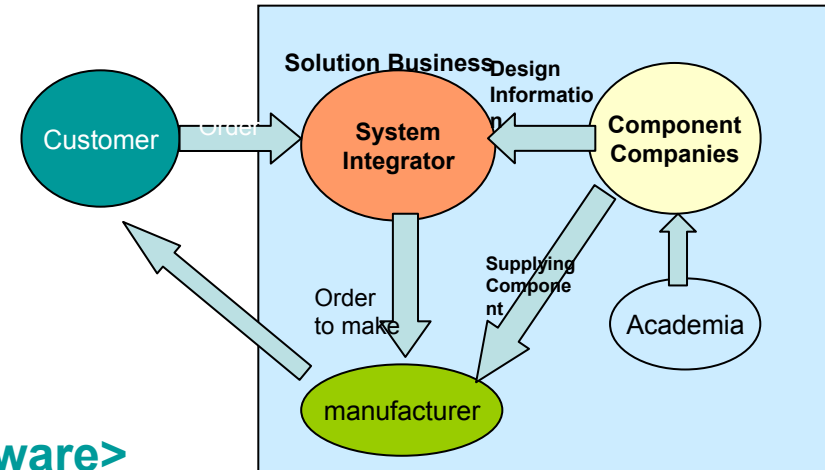 Solution Business
Design
Informatio
n
Customer
Order
System
Integrator
Component
Companies
Supplying
Compone
nt
Order
to make
Academia
manufacturer
ware>